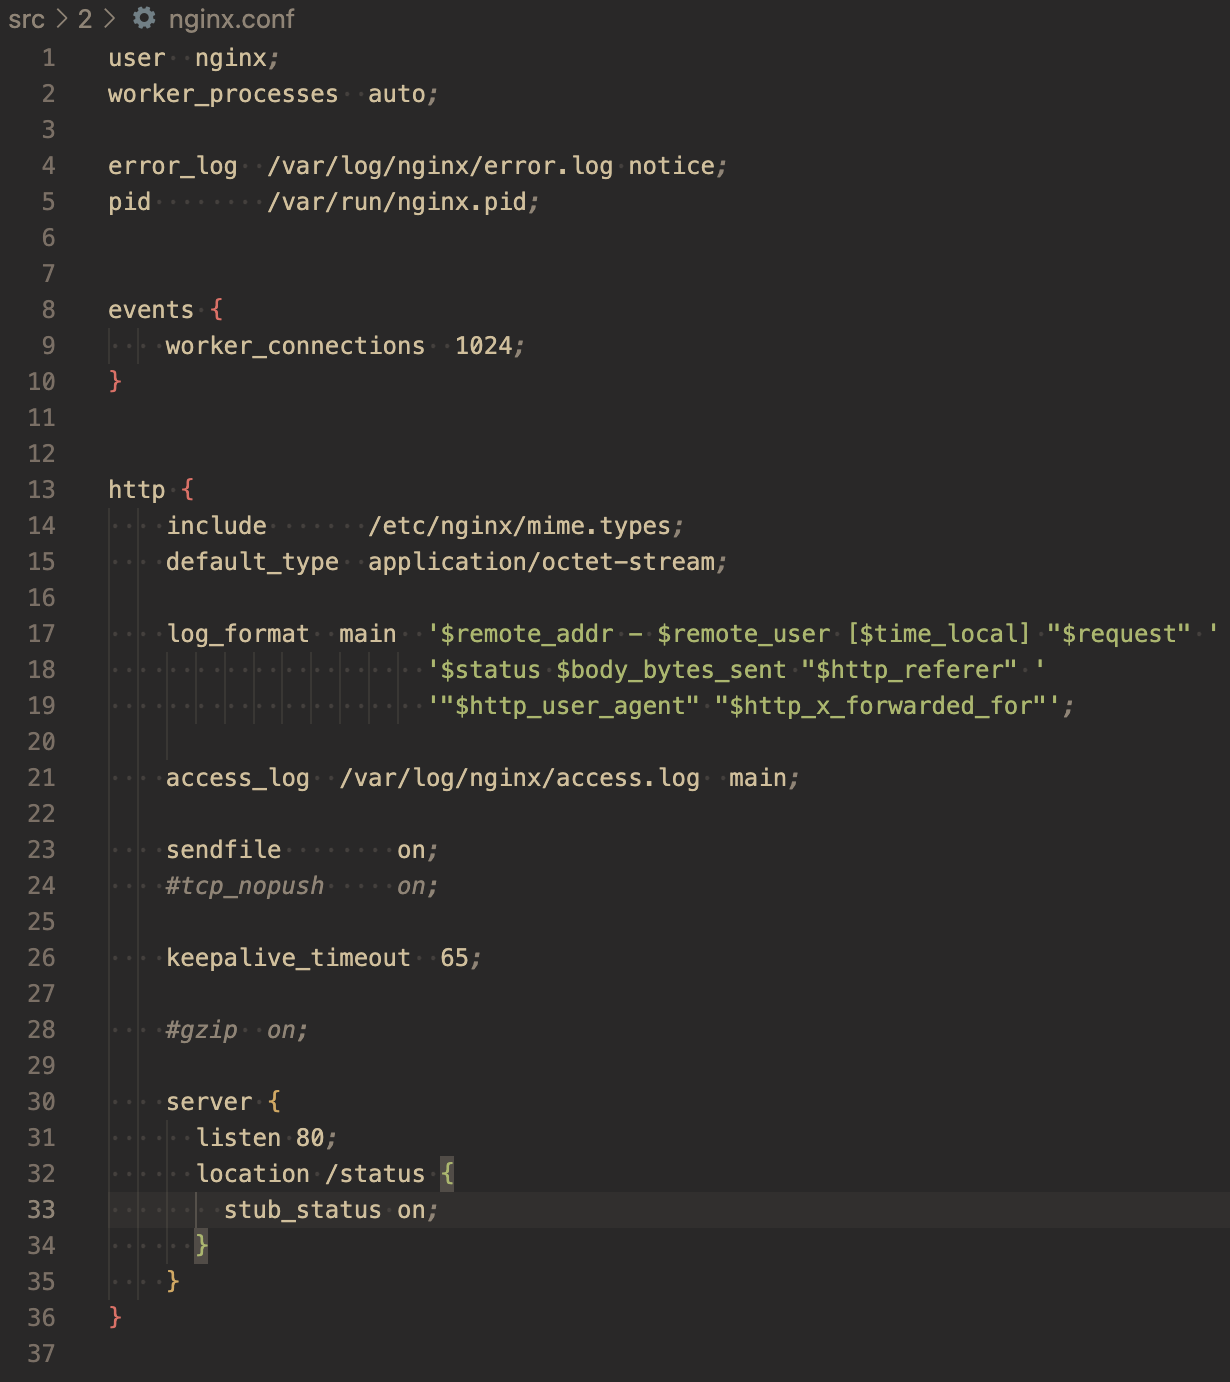 src > 2 > nginx.conf
1 user  nginx;
2 worker_processes  auto;
3
4 error_log  /var/log/nginx/error.log notice;
5 pid        /var/run/nginx.pid;
6
7
8 events {
9     worker_connections  1024;
10 }
11
12
13 http {
14     include       /etc/nginx/mime.types;
15     default_type  application/octet-stream;
16
17     log_format  main  '$remote_addr - $remote_user [$time_local] "$request" '
18                       '$status $body_bytes_sent "$http_referer" '
19                       '"$http_user_agent" "$http_x_forwarded_for"';
20
21     access_log  /var/log/nginx/access.log  main;
22
23     sendfile        on;
24     #tcp_nopush     on;
25
26     keepalive_timeout  65;
27
28     #gzip  on;
29
30     server {
31       listen 80;
32       location /status {
33         stub_status on;
34       }
35     }
36 }
37